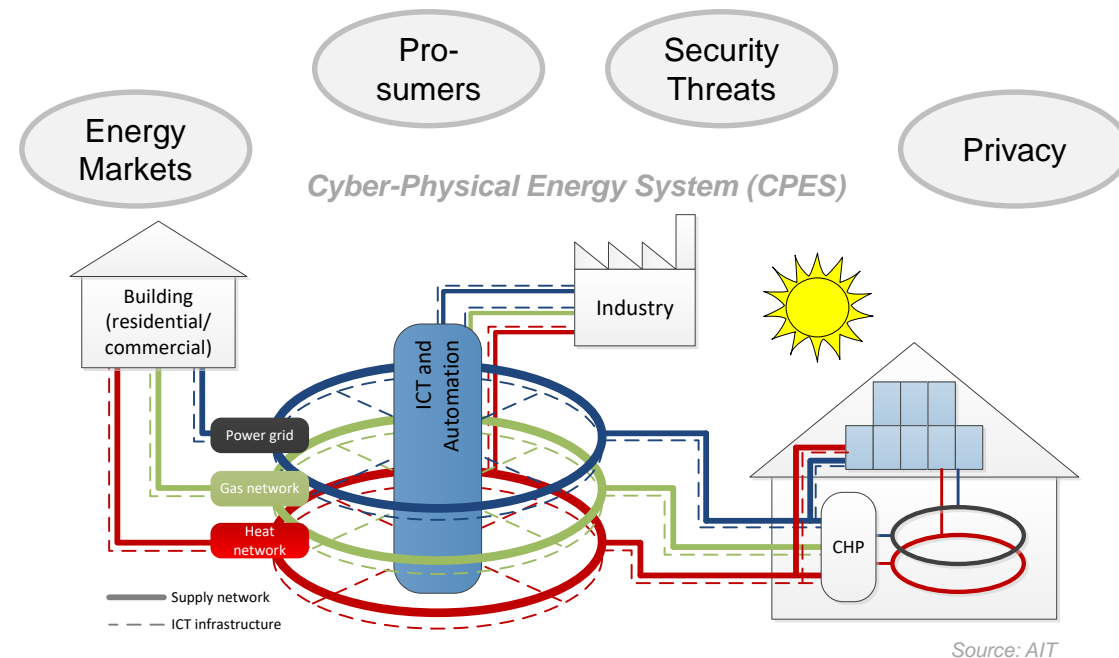 Pro-
sumers
Security
Threats
Energy
Markets
Privacy
Cyber-Physical Energy System (CPES)
Building
(residential/
commercial)
Industry
ICT and
Automation
Power grid
Gas network
Heat
network
CHP
Supply network
ICT infrastructure
Source: AIT